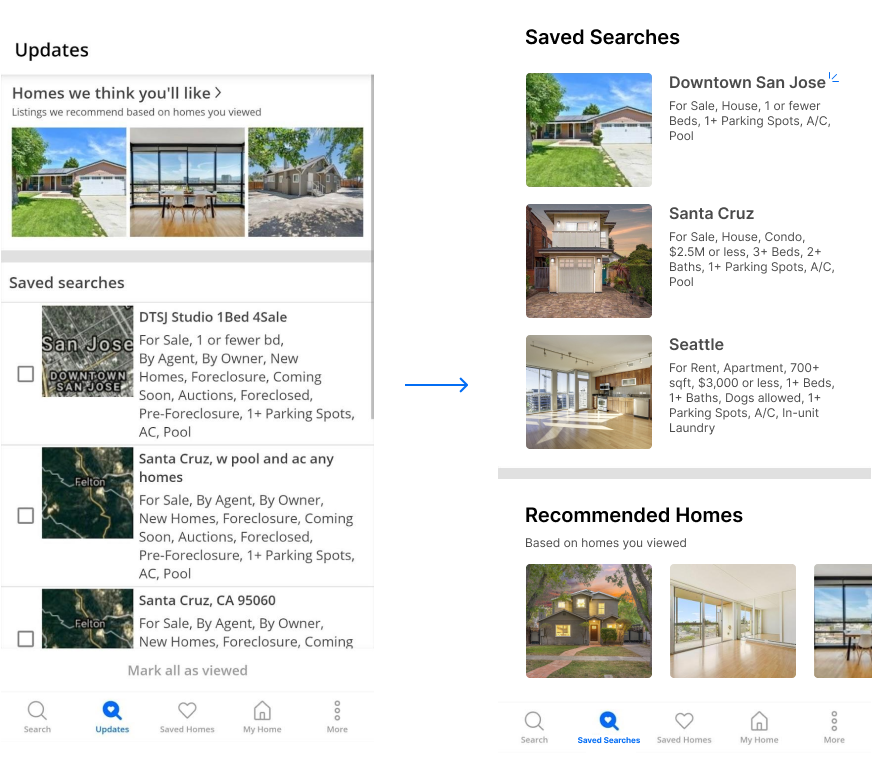 Updates
Homes we think you'll like >
Listings we recommend based on homes you viewed
Saved searches
San Jose
DOWNTOWN
SAN JOSE
DTSJ Studio 1Bed 4Sale
For Sale, 1 or fewer bd,
By Agent, By Owner, New
Homes, Foreclosure, Coming
Soon, Auctions, Foreclosed,
Pre-Foreclosure, 1+ Parking Spots,
AC, Pool
Felton
Santa Cruz, w pool and ac any
homes
For Sale, By Agent, By Owner,
New Homes, Foreclosure, Coming
Soon, Auctions, Foreclosed,
Pre-Foreclosure, 1+ Parking Spots,
AC, Pool
Felton
Santa Cruz, CA 95060
For Sale, By Agent, By Owner,
New Homes, Foreclosure, Coming
Mark all as viewed
Search
Updates
Saved Homes
My Home
More
Saved Searches
Downtown San Jose
For Sale, House, 1 or fewer
Beds, 1+ Parking Spots, A/C,
Pool
Santa Cruz
For Sale, House, Condo,
$2.5M or less, 3+ Beds, 2+
Baths, 1+ Parking Spots, A/C,
Pool
Seattle
For Rent, Apartment, 700+
sqft, $3,000 or less, 1+ Beds,
1+ Baths, Dogs allowed, 1+
Parking Spots, A/C, In-unit
Laundry
Recommended Homes
Based on homes you viewed
Search
Saved Searches
Saved Homes
My Home
More